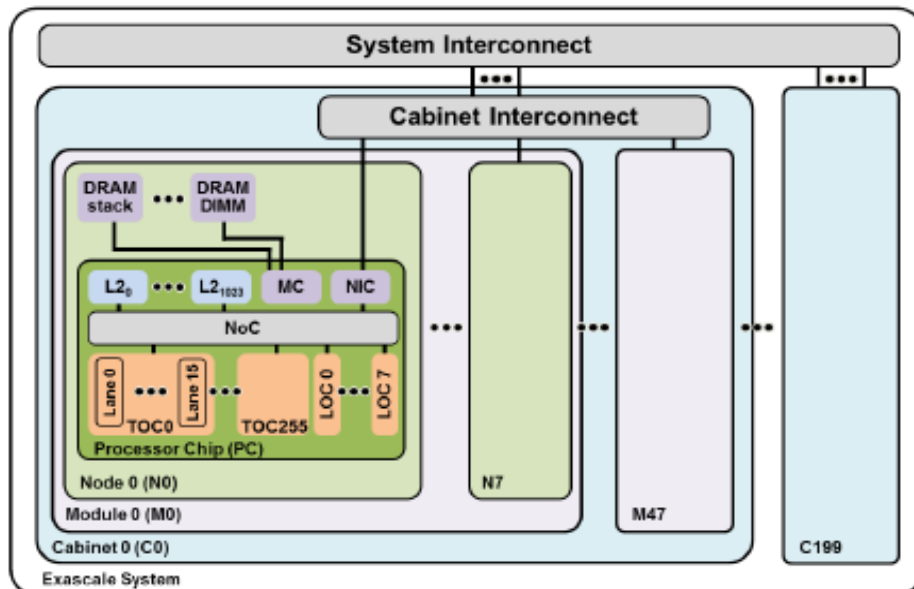 System Interconnect
•••
•••
Cabinet Interconnect
DRAM
stack
•••
DRAM
DIMM
L2₀
•••
L2₁₀₂₃
MC
NIC
NoC
•••
•••
•••
Lane 0
•••
Lane 15
•••
LOC 0
•••
LOC 7
TOC0
TOC255
Processor Chip (PC)
Node 0 (N0)
N7
Module 0 (M0)
M47
Cabinet 0 (C0)
C199
Exascale System